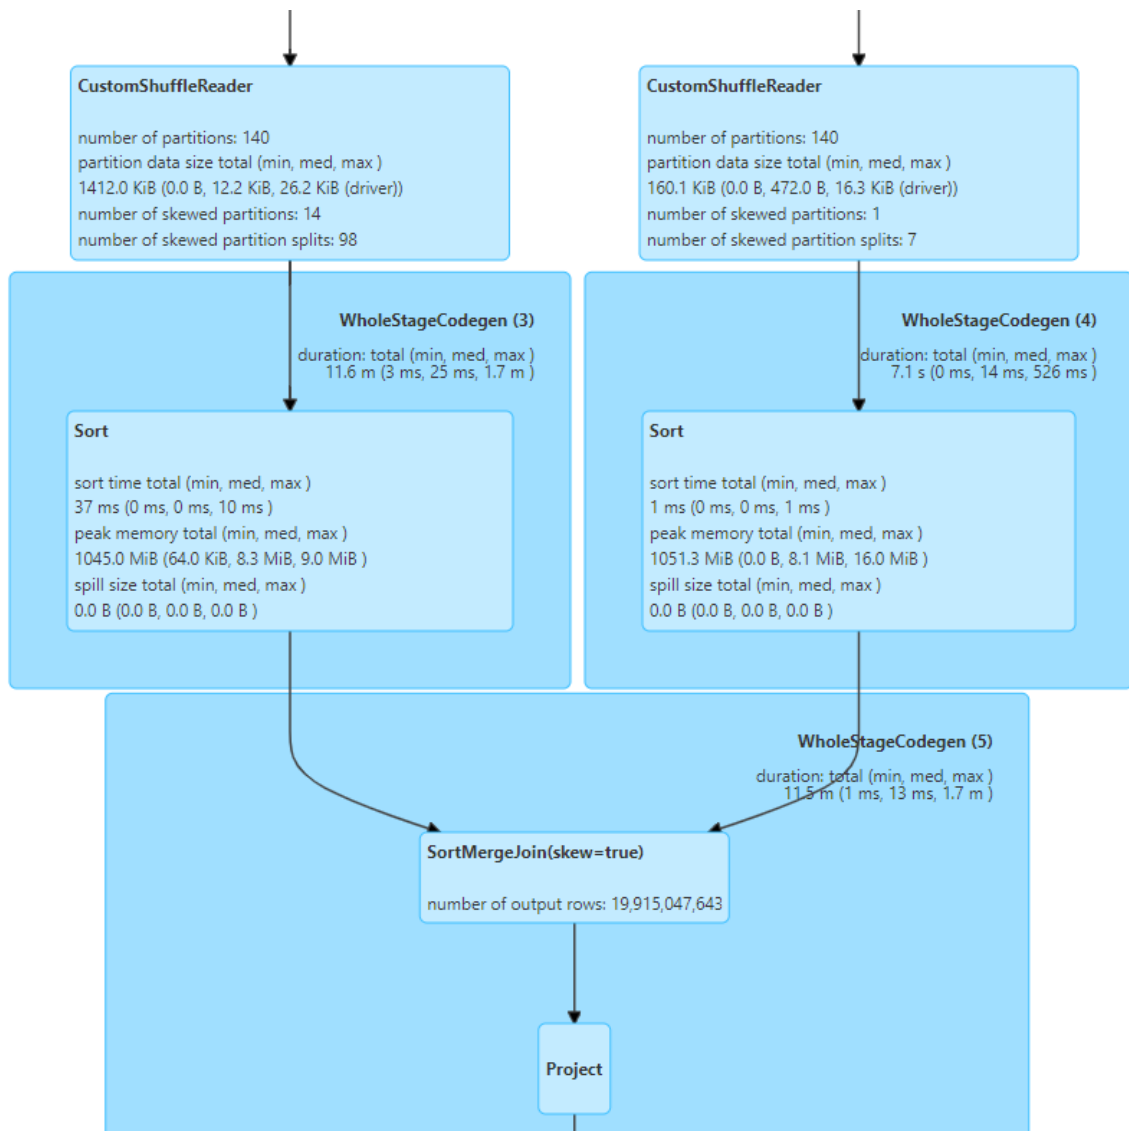 CustomShuffleReader
number of partitions: 140
partition data size total (min, med, max )
1412.0 KiB (0.0 B, 12.2 KiB, 26.2 KiB (driver))
number of skewed partitions: 14
number of skewed partition splits: 98
CustomShuffleReader
number of partitions: 140
partition data size total (min, med, max )
160.1 KiB (0.0 B, 472.0 B, 16.3 KiB (driver))
number of skewed partitions: 1
number of skewed partition splits: 7
WholeStageCodegen (3)
duration: total (min, med, max )
11.6 m (3 ms, 25 ms, 1.7 m )
Sort
sort time total (min, med, max )
37 ms (0 ms, 0 ms, 10 ms )
peak memory total (min, med, max )
1045.0 MiB (64.0 KiB, 8.3 MiB, 9.0 MiB )
spill size total (min, med, max )
0.0 B (0.0 B, 0.0 B, 0.0 B )
WholeStageCodegen (4)
duration: total (min, med, max )
7.1 s (0 ms, 14 ms, 526 ms )
Sort
sort time total (min, med, max )
1 ms (0 ms, 0 ms, 1 ms )
peak memory total (min, med, max )
1051.3 MiB (0.0 B, 8.1 MiB, 16.0 MiB )
spill size total (min, med, max )
0.0 B (0.0 B, 0.0 B, 0.0 B )
WholeStageCodegen (5)
duration: total (min, med, max )
11.5 m (1 ms, 13 ms, 1.7 m )
SortMergeJoin(skew=true)
number of output rows: 19,915,047,643
Project